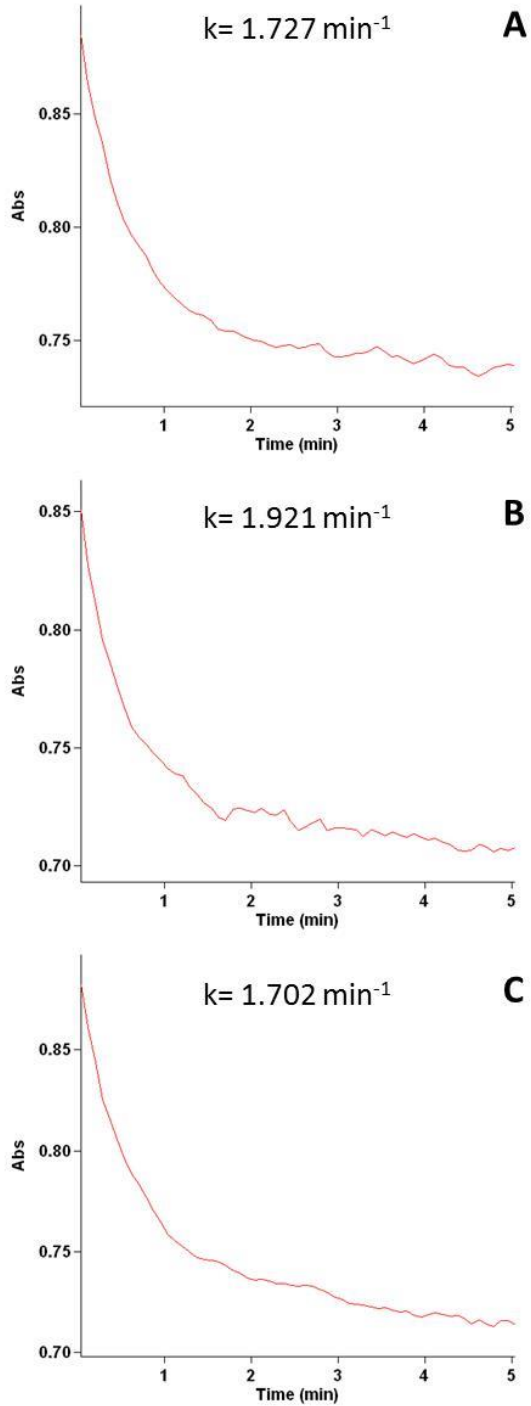 k= 1.727 min⁻¹
A
0.85
0.80
0.75
Abs
1 2 3 4 5
Time (min)
k= 1.921 min⁻¹
B
0.85
0.80
0.75
0.70
Abs
1 2 3 4 5
Time (min)
k= 1.702 min⁻¹
C
0.85
0.80
0.75
0.70
Abs
1 2 3 4 5
Time (min)